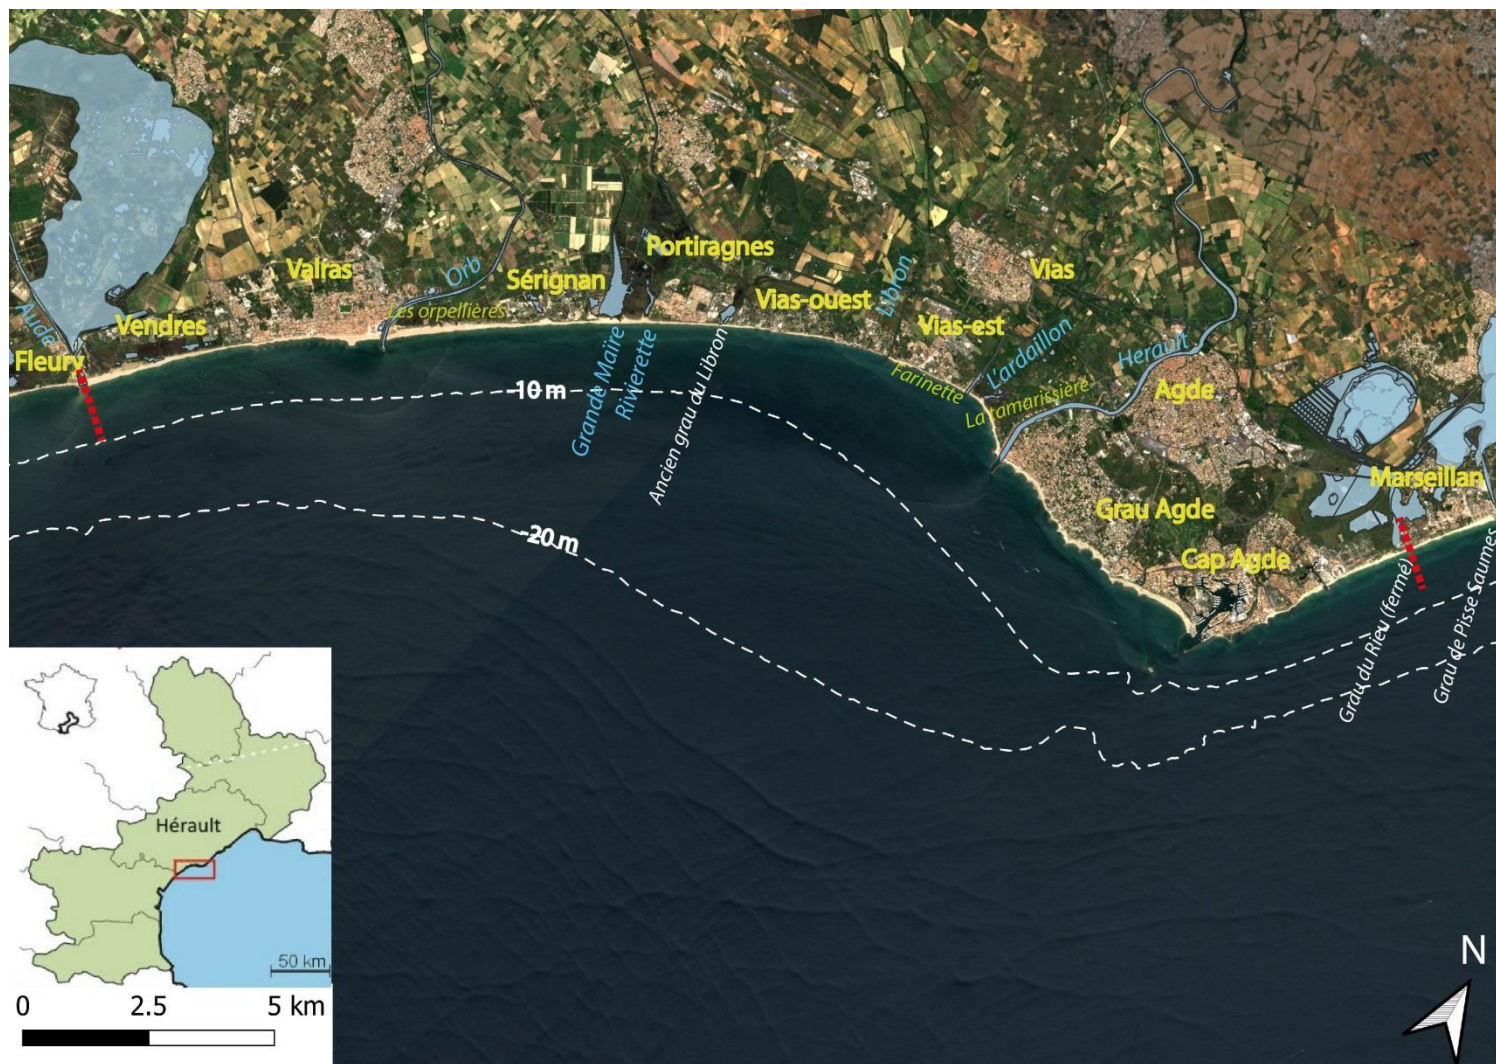 Portiragnes
Valras
Orb
Sérignan
Vias
Libron
Vias-ouest
Les orpellières
Vendres
Aude
Fleury
Vias-est
L'ardaillon
Herault
Farinette
La tamarissière
Agde
-10 m
Grande Maïre
Rivierette
Ancien grau du Libron
Marseillan
Grau Agde
-20 m
Cap Agde
Grau du Rieu (fermé)
Grau de Pisse Saumes
Hérault
50 km
N
0 2.5 5 km